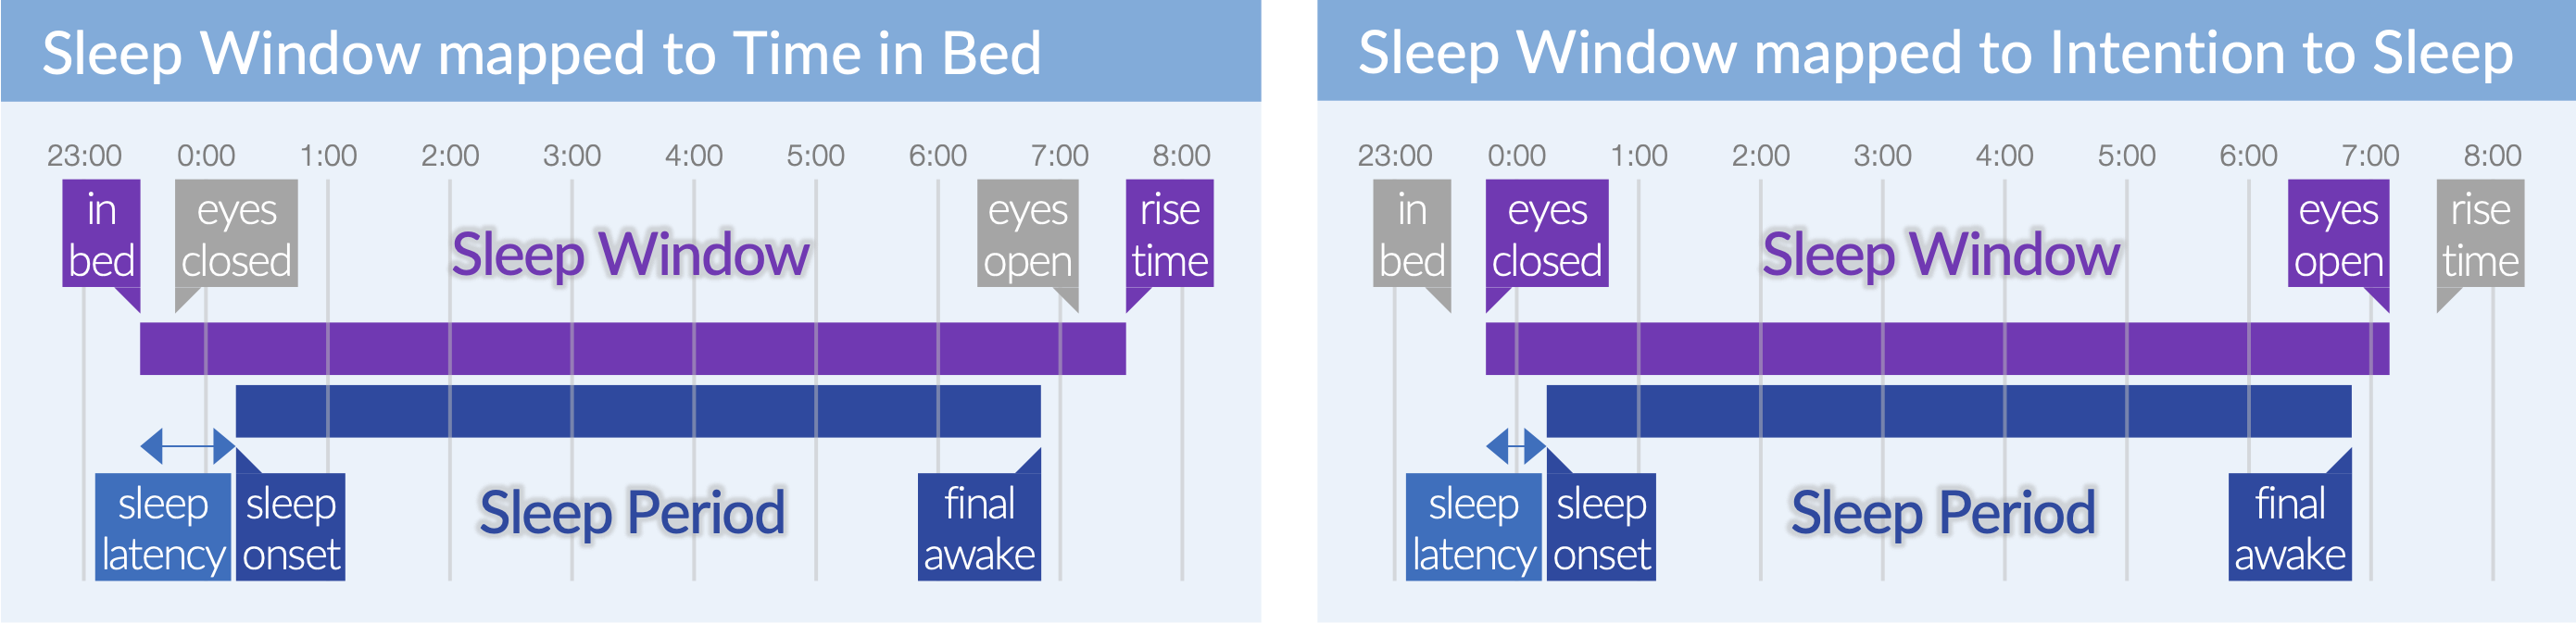 Sleep Window mapped to Time in Bed
23:00 0:00 1:00 2:00 3:00 4:00 5:00 6:00 7:00 8:00
in
bed
eyes
closed
Sleep Window
eyes
open
rise
time
sleep
latency
sleep
onset
Sleep Period
final
awake
Sleep Window mapped to Intention to Sleep
23:00 0:00 1:00 2:00 3:00 4:00 5:00 6:00 7:00 8:00
in
bed
eyes
closed
Sleep Window
eyes
open
rise
time
sleep
latency
sleep
onset
Sleep Period
final
awake